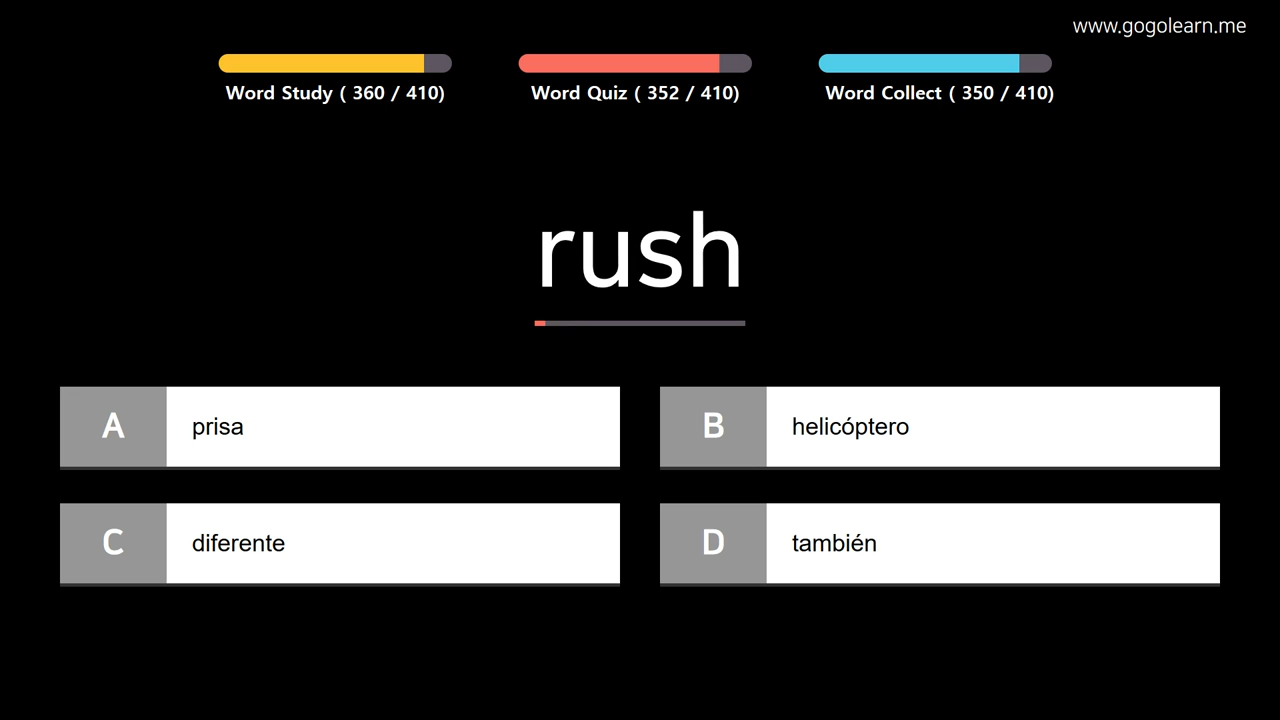 www.gogolearn.me
Word Study ( 360 / 410)
Word Quiz ( 352 / 410)
Word Collect ( 350 / 410)
rush
A prisa
B helicóptero
C diferente
D también